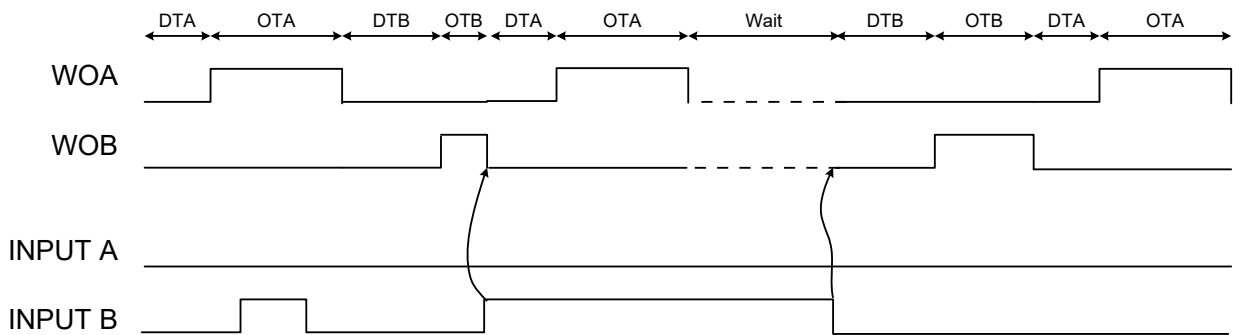 DTA OTA DTB OTB DTA OTA Wait DTB OTB DTA OTA
WOA
WOB
INPUT A
INPUT B